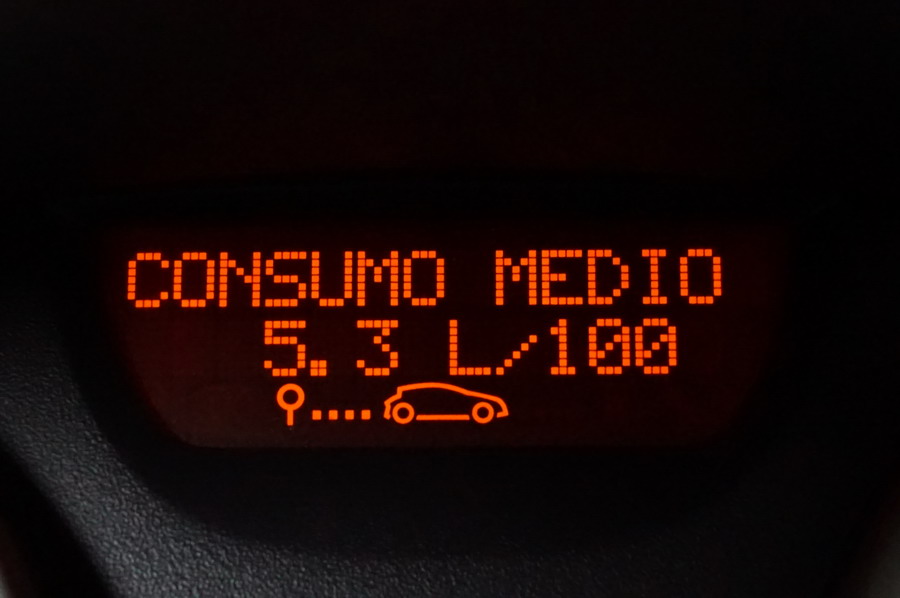 CONSUMO MEDIO
5.3 L/100